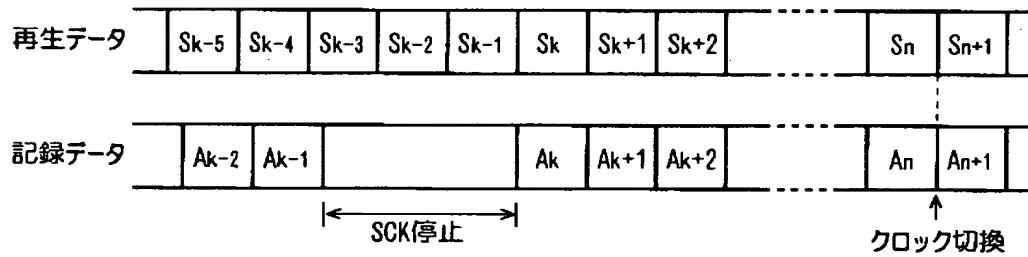 再生データ Sk-5 Sk-4 Sk-3 Sk-2 Sk-1 Sk Sk+1 Sk+2 Sn Sn+1
記録データ Ak-2 Ak-1 Ak Ak+1 Ak+2 An An+1
SCK停止
クロック切換